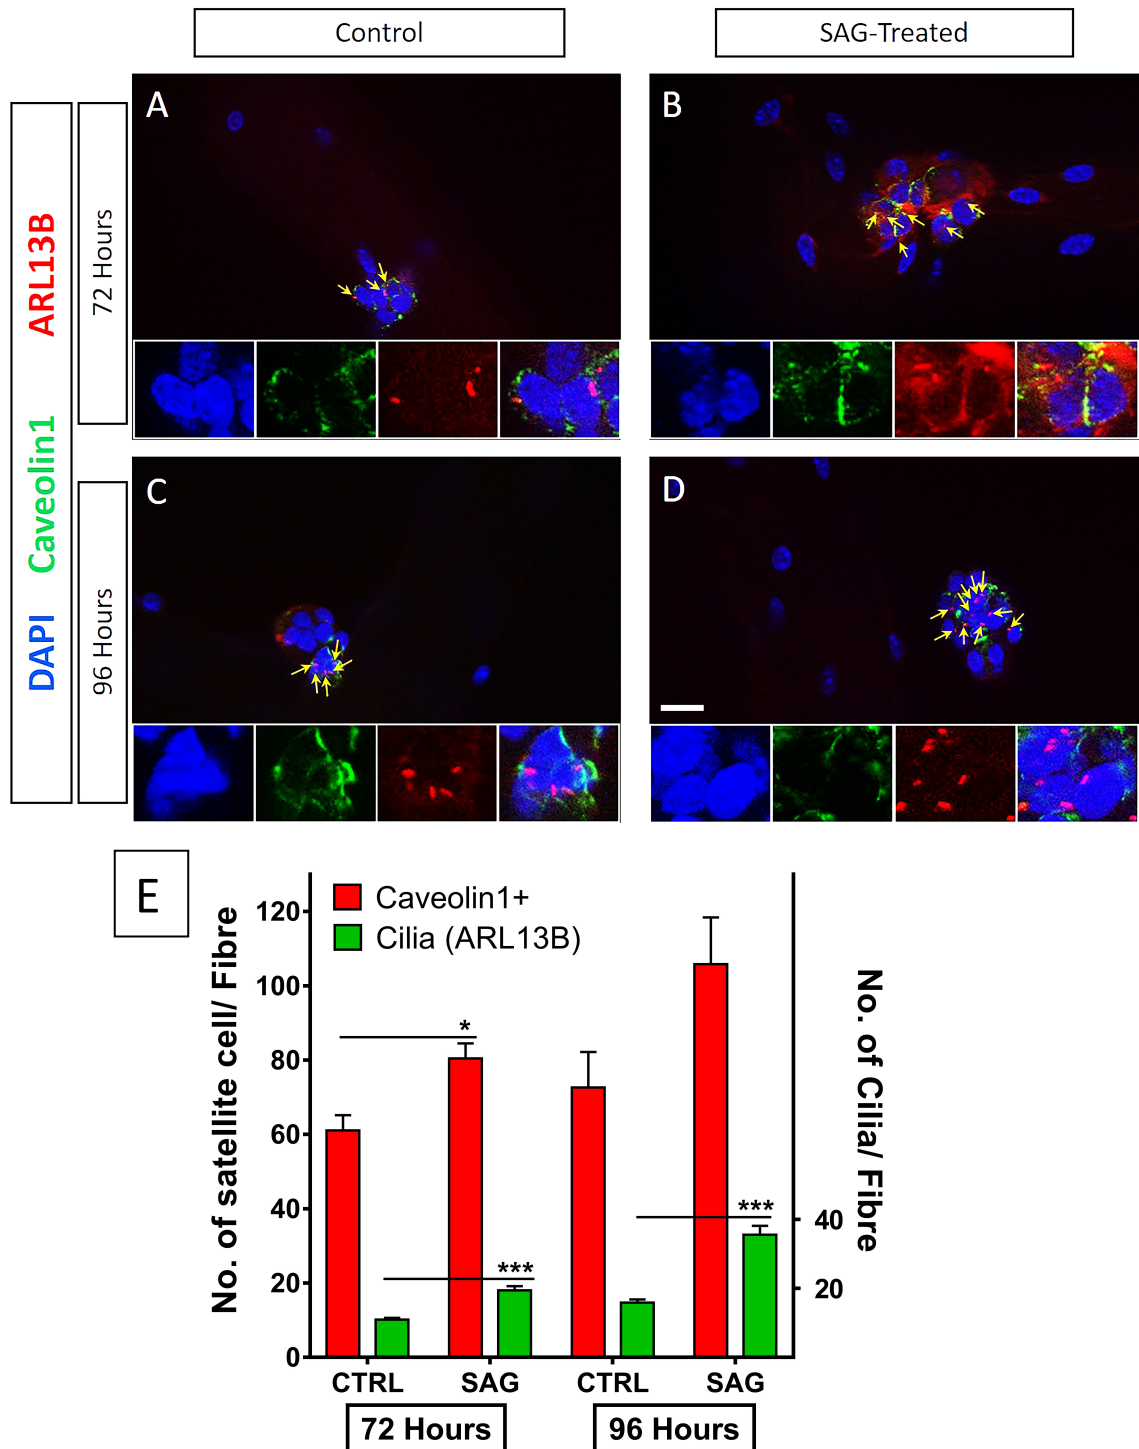 Control
SAG-Treated
DAPI Caveolin1 ARL13B
72 Hours
96 Hours
A
B
C
D
E
Caveolin1+
Cilia (ARL13B)
No. of satellite cell/ Fibre
120
100
80
60
40
20
0
*
***
***
No. of Cilia/ Fibre
40
20
CTRL SAG CTRL SAG
72 Hours 96 Hours